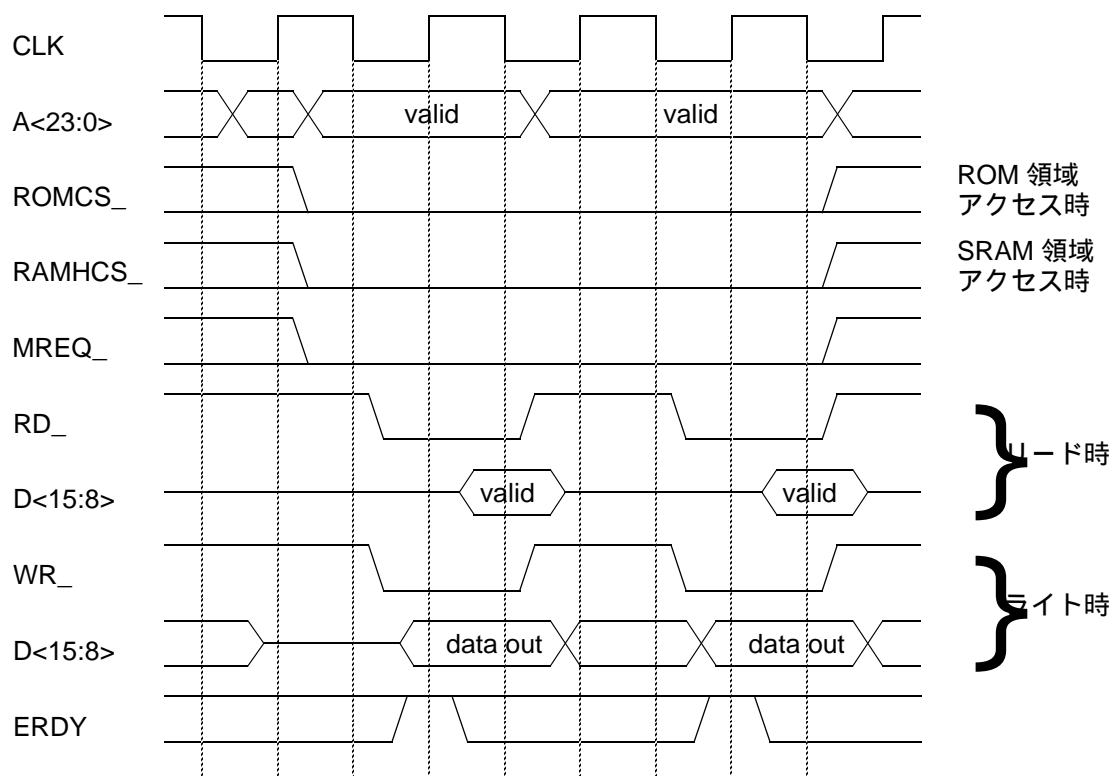 CLK
A<23:0>
valid
valid
ROMCS_
ROM 領域
アクセス時
RAMHCS_
SRAM 領域
アクセス時
MREQ_
RD_
リード時
D<15:8>
valid
valid
WR_
ライト時
D<15:8>
data out
data out
ERDY